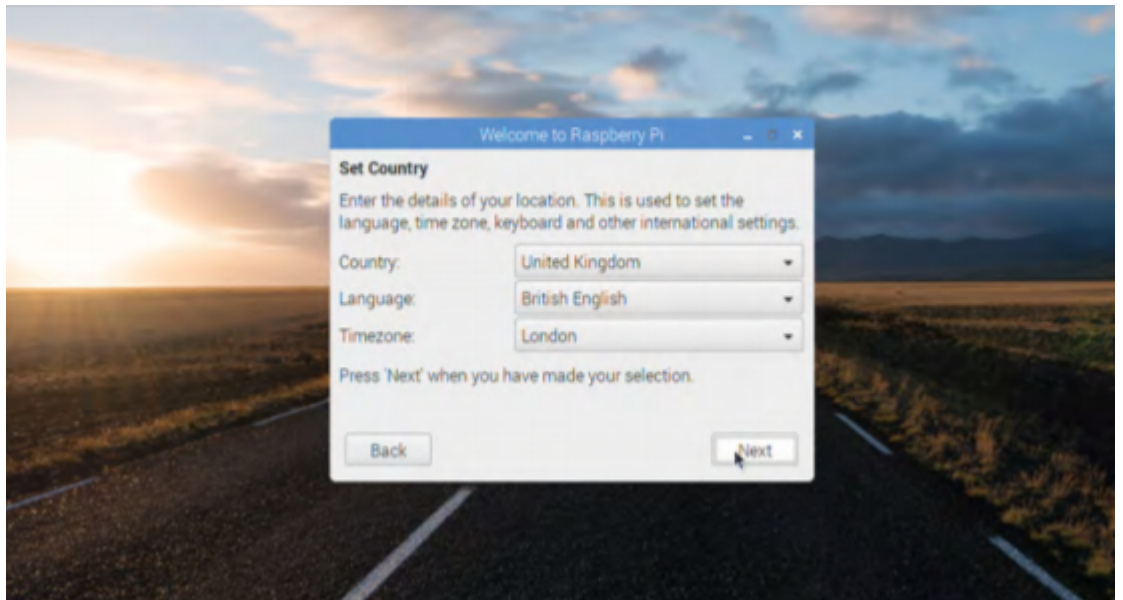 Welcome to Raspberry Pi
Set Country
Enter the details of your location. This is used to set the
language, time zone, keyboard and other international settings.
Country: United Kingdom
Language: British English
Timezone: London
Press 'Next' when you have made your selection.
Back Next